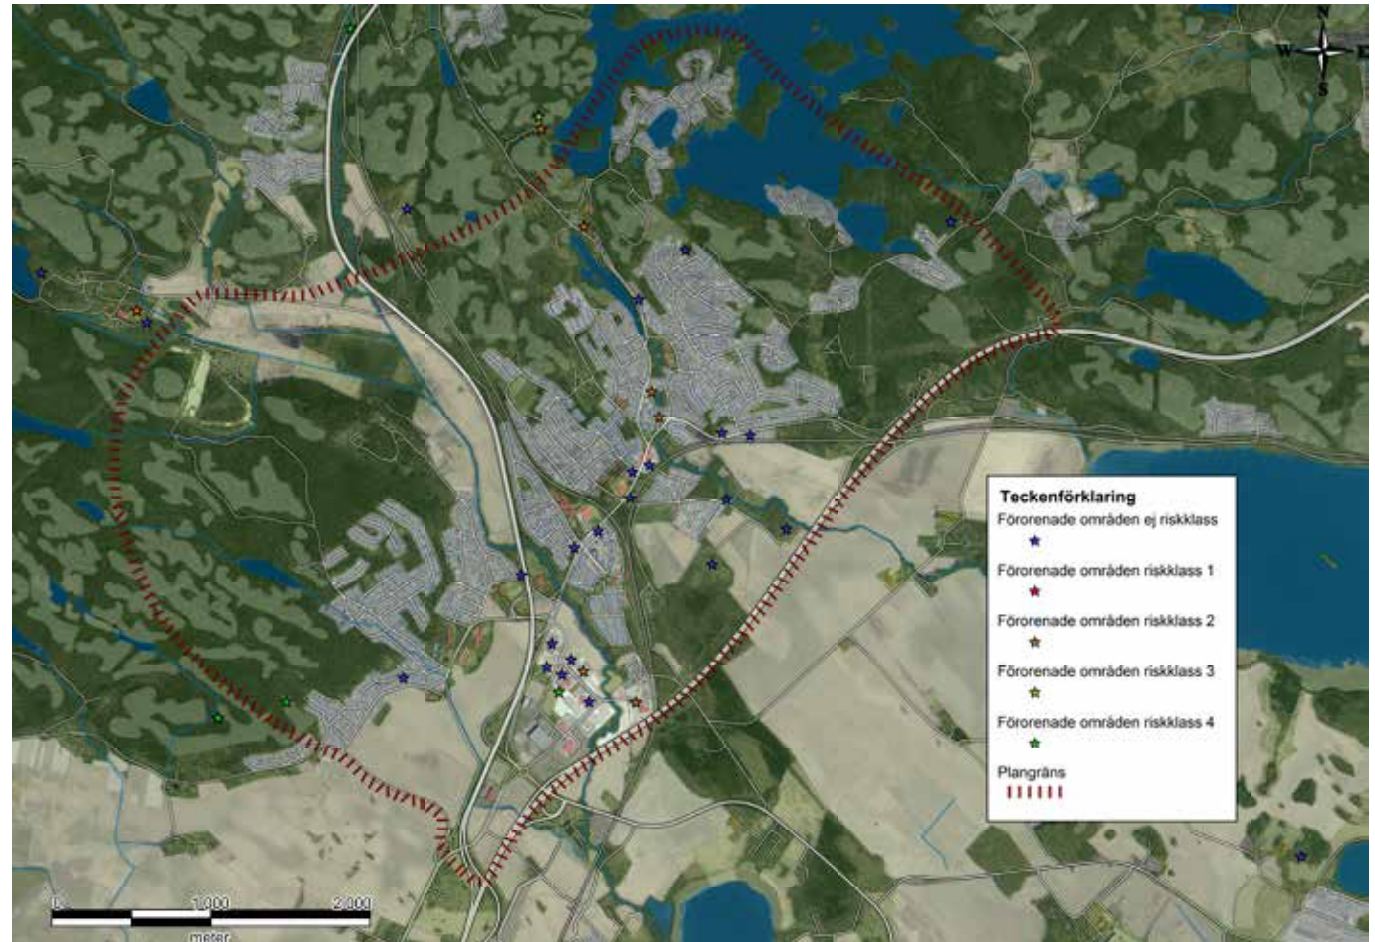 N
W E
S
Teckenförklaring
Förorenade områden ej riskklass
Förorenade områden riskklass 1
Förorenade områden riskklass 2
Förorenade områden riskklass 3
Förorenade områden riskklass 4
Plangräns
0 1 000 2 000
meter